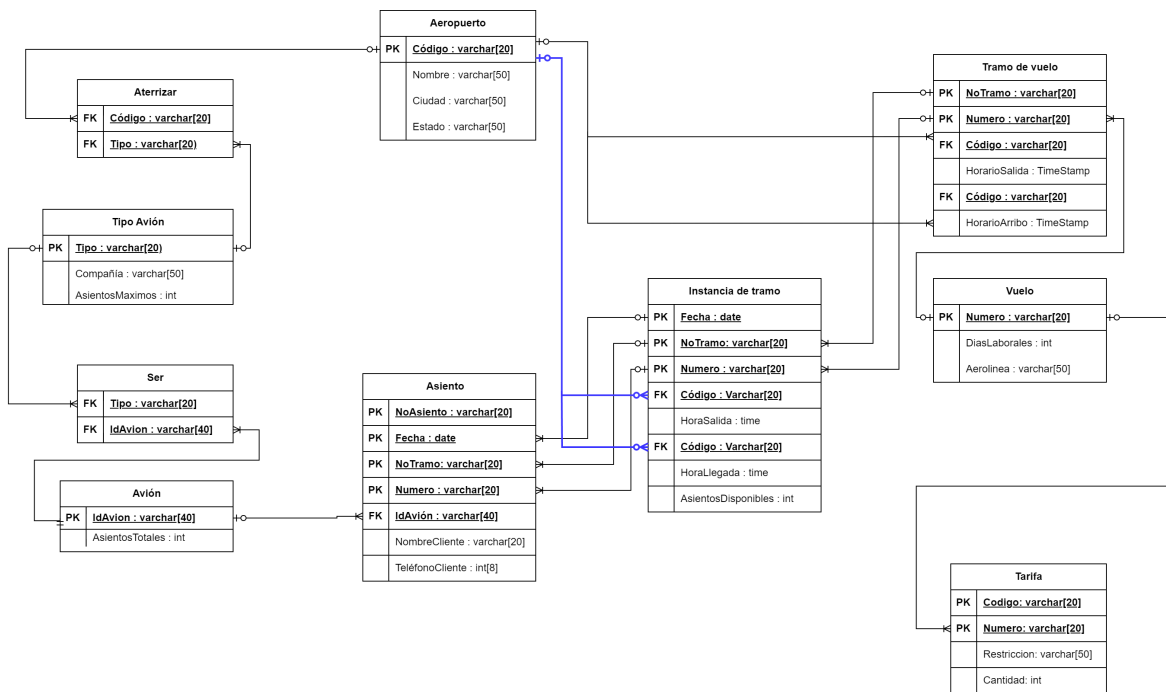 Aeropuerto
PK Código : varchar[20]
Nombre : varchar[50]
Ciudad : varchar[50]
Estado : varchar[50]
Aterrizar
FK Código : varchar[20]
FK Tipo : varchar[20)
Tramo de vuelo
PK NoTramo : varchar[20]
PK Numero : varchar[20]
FK Código : varchar[20]
HorarioSalida : TimeStamp
FK Código : varchar[20]
HorarioArribo : TimeStamp
Tipo Avión
PK Tipo : varchar[20)
Compañía : varchar[50]
AsientosMaximos : int
Instancia de tramo
PK Fecha : date
PK NoTramo: varchar[20]
PK Numero : varchar[20]
FK Código : Varchar[20]
HoraSalida : time
FK Código : Varchar[20]
HoraLlegada : time
AsientosDisponibles : int
Vuelo
PK Numero : varchar[20]
DiasLaborales : int
Aerolinea : varchar[50]
Ser
FK Tipo : varchar[20]
FK IdAvion : varchar[40]
Asiento
PK NoAsiento : varchar[20]
PK Fecha : date
PK NoTramo: varchar[20]
PK Numero : varchar[20]
FK IdAvión : varchar[40]
NombreCliente : varchar[20]
TeléfonoCliente : int[8]
Avión
PK IdAvion : varchar[40]
AsientosTotales : int
Tarifa
PK Codigo: varchar[20]
PK Numero: varchar[20]
Restriccion: varchar[50]
Cantidad: int